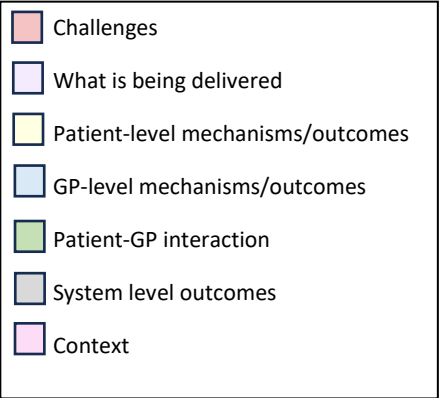 Challenges
What is being delivered
Patient-level mechanisms/outcomes
GP-level mechanisms/outcomes
Patient-GP interaction
System level outcomes
Context